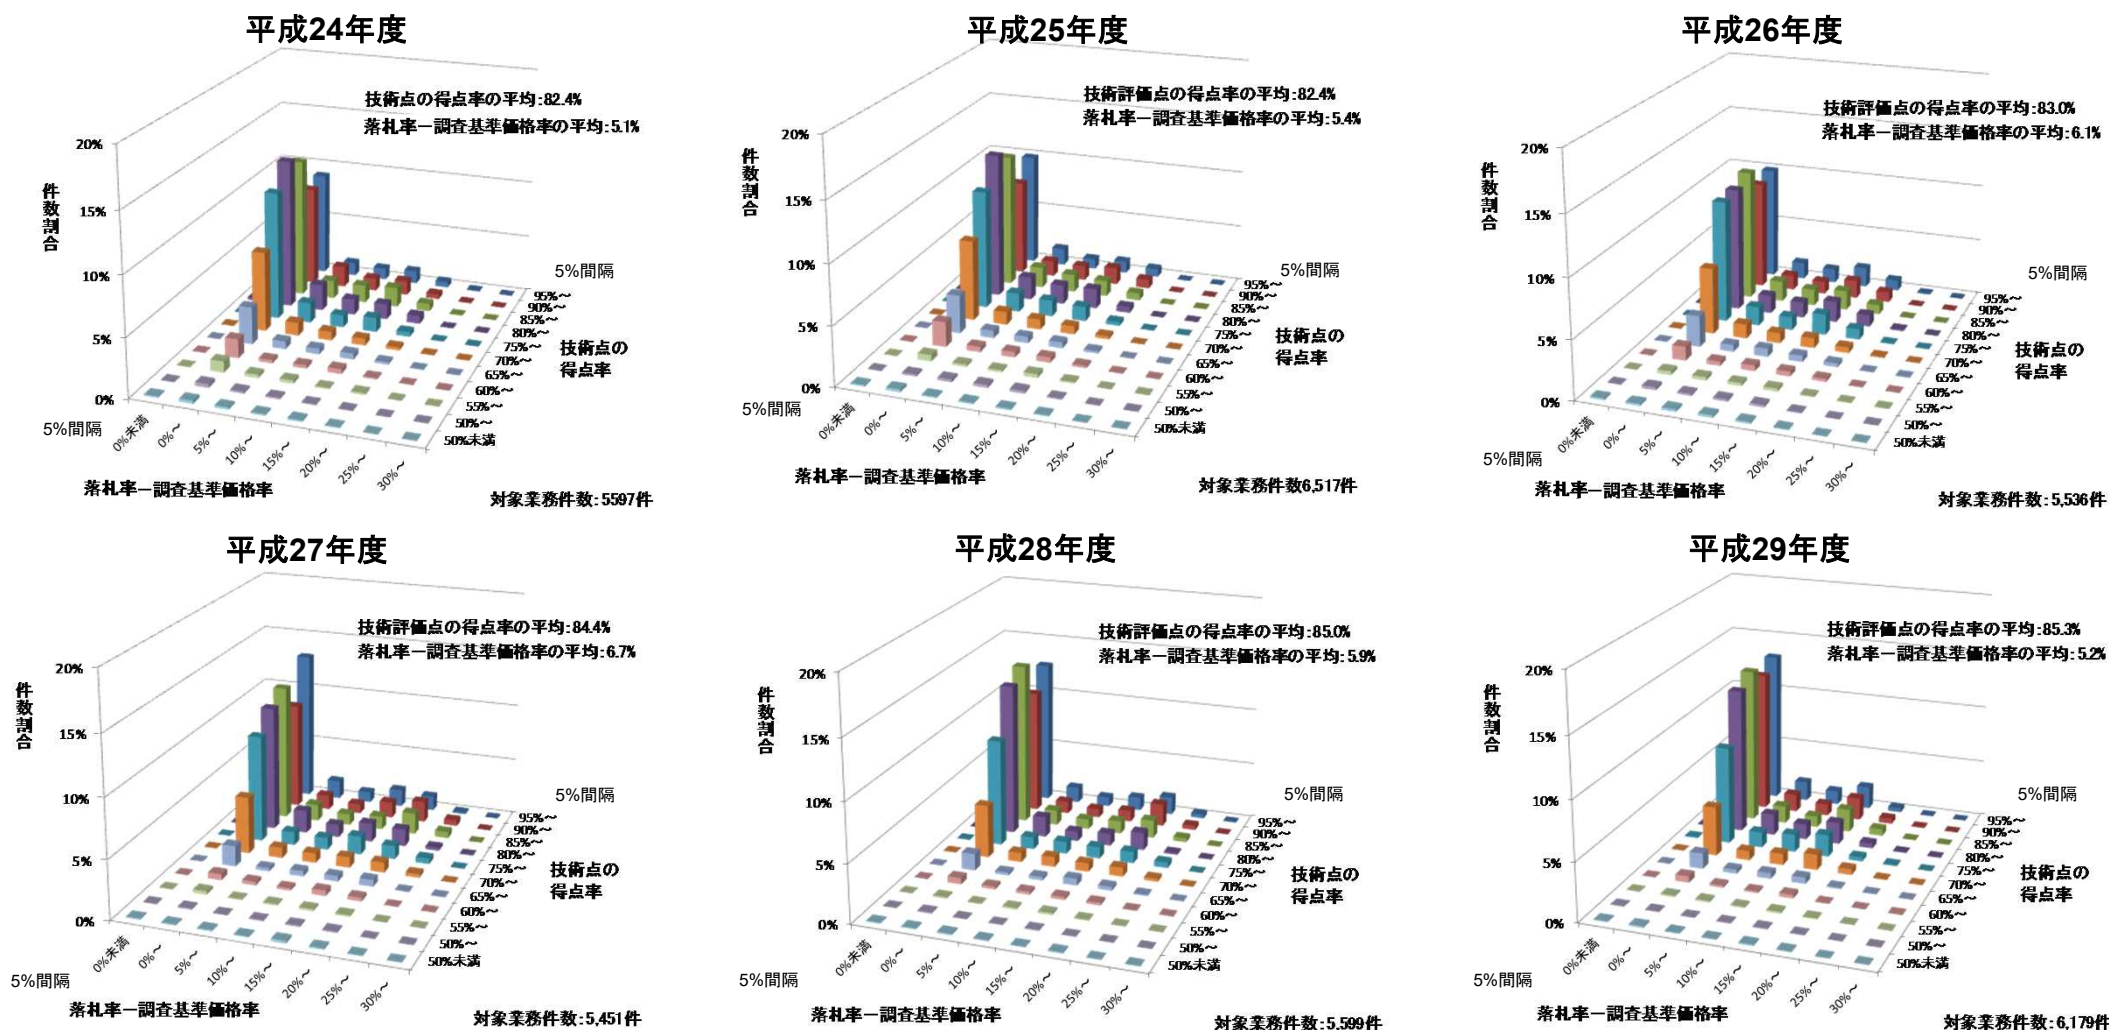 平成24年度
技術点の得点率の平均:82.4%
落札率－調査基準価格率の平均:5.1%
件数割合
20%
15%
10%
5%
0%
5%間隔
95%～
90%～
85%～
80%～
75%～
70%～
65%～
60%～
55%～
50%～
50%未満
技術点の
得点率
5%間隔
0%未満
0%～
5%～
10%～
15%～
20%～
25%～
30%～
落札率－調査基準価格率
対象業務件数:5597件
平成25年度
技術評価点の得点率の平均:82.4%
落札率－調査基準価格率の平均:5.4%
件数割合
20%
15%
10%
5%
0%
5%間隔
95%～
90%～
85%～
80%～
75%～
70%～
65%～
60%～
55%～
50%～
50%未満
技術点の
得点率
5%間隔
0%未満
0%～
5%～
10%～
15%～
20%～
25%～
30%～
落札率－調査基準価格率
対象業務件数6,517件
平成26年度
技術評価点の得点率の平均:83.0%
落札率－調査基準価格率の平均:6.1%
件数割合
20%
15%
10%
5%
0%
5%間隔
95%～
90%～
85%～
80%～
75%～
70%～
65%～
60%～
55%～
50%～
50%未満
技術点の
得点率
5%間隔
0%未満
0%～
5%～
10%～
15%～
20%～
25%～
30%～
落札率－調査基準価格率
対象業務件数:5,536件
平成27年度
技術評価点の得点率の平均:84.4%
落札率－調査基準価格率の平均:6.7%
件数割合
20%
15%
10%
5%
0%
5%間隔
95%～
90%～
85%～
80%～
75%～
70%～
65%～
60%～
55%～
50%～
50%未満
技術点の
得点率
5%間隔
0%未満
0%～
5%～
10%～
15%～
20%～
25%～
30%～
落札率－調査基準価格率
対象業務件数:5,451件
平成28年度
技術評価点の得点率の平均:85.0%
落札率－調査基準価格率の平均:5.9%
件数割合
20%
15%
10%
5%
0%
5%間隔
95%～
90%～
85%～
80%～
75%～
70%～
65%～
60%～
55%～
50%～
50%未満
技術点の
得点率
5%間隔
0%未満
0%～
5%～
10%～
15%～
20%～
25%～
30%～
落札率－調査基準価格率
対象業務件数:5,599件
平成29年度
技術評価点の得点率の平均:85.3%
落札率－調査基準価格率の平均:5.2%
件数割合
20%
15%
10%
5%
0%
5%間隔
95%～
90%～
85%～
80%～
75%～
70%～
65%～
60%～
55%～
50%～
50%未満
技術点の
得点率
5%間隔
0%未満
0%～
5%～
10%～
15%～
20%～
25%～
30%～
落札率－調査基準価格率
対象業務件数:6,179件